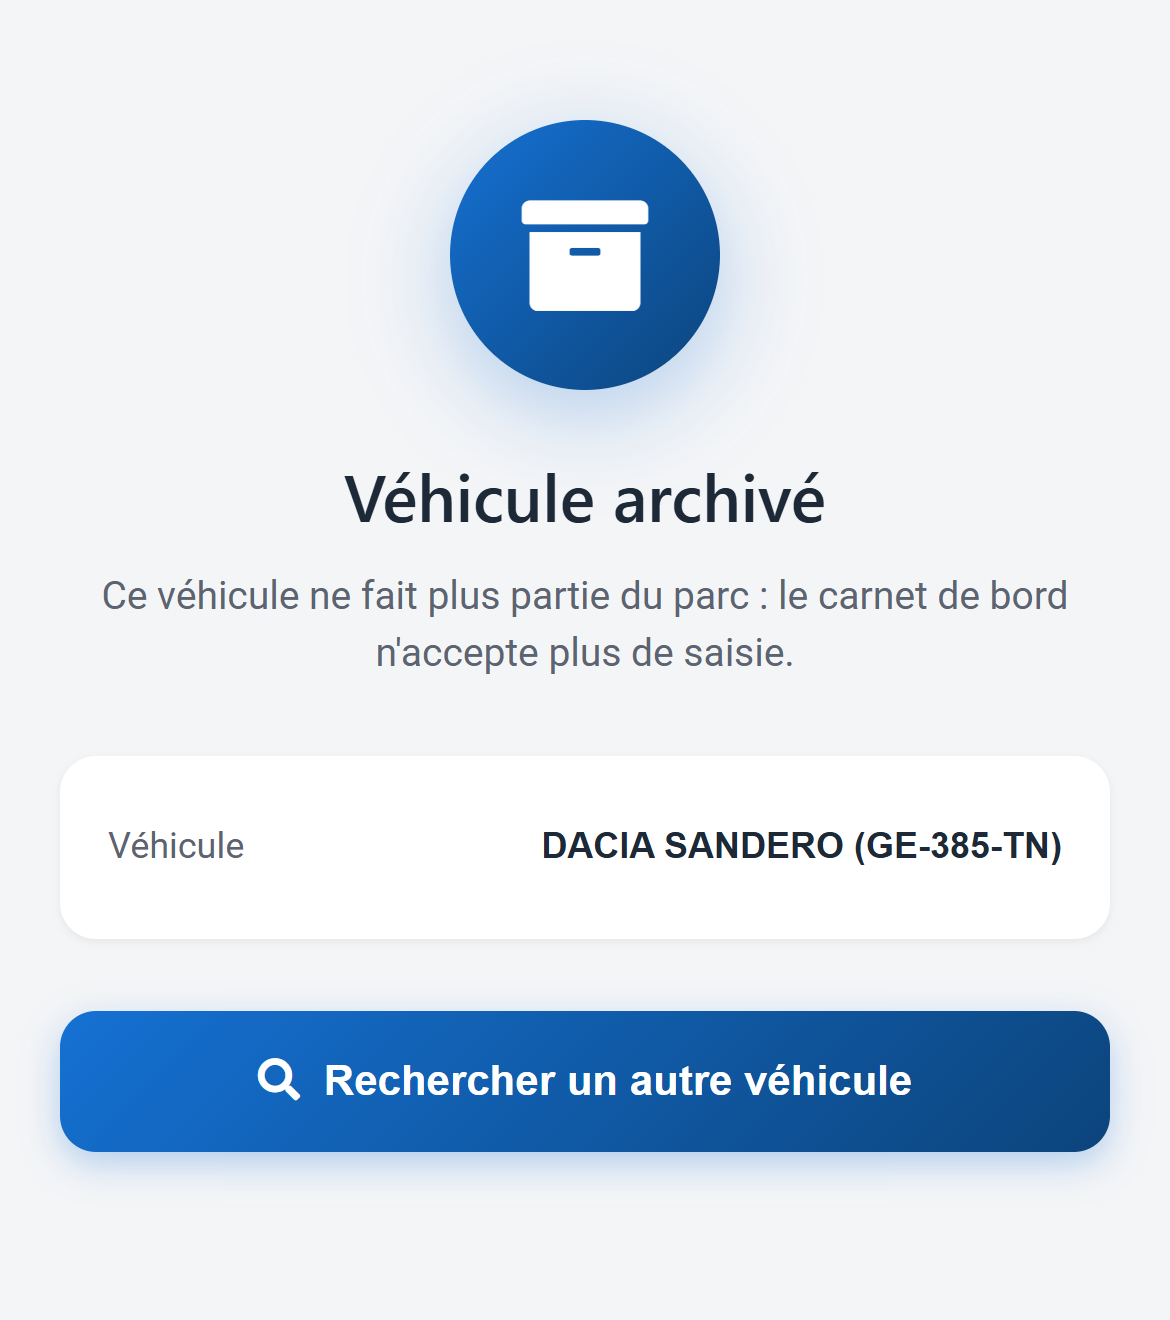 Véhicule archivé
Ce véhicule ne fait plus partie du parc : le carnet de bord
n'accepte plus de saisie.
Véhicule DACIA SANDERO (GE-385-TN)
Rechercher un autre véhicule